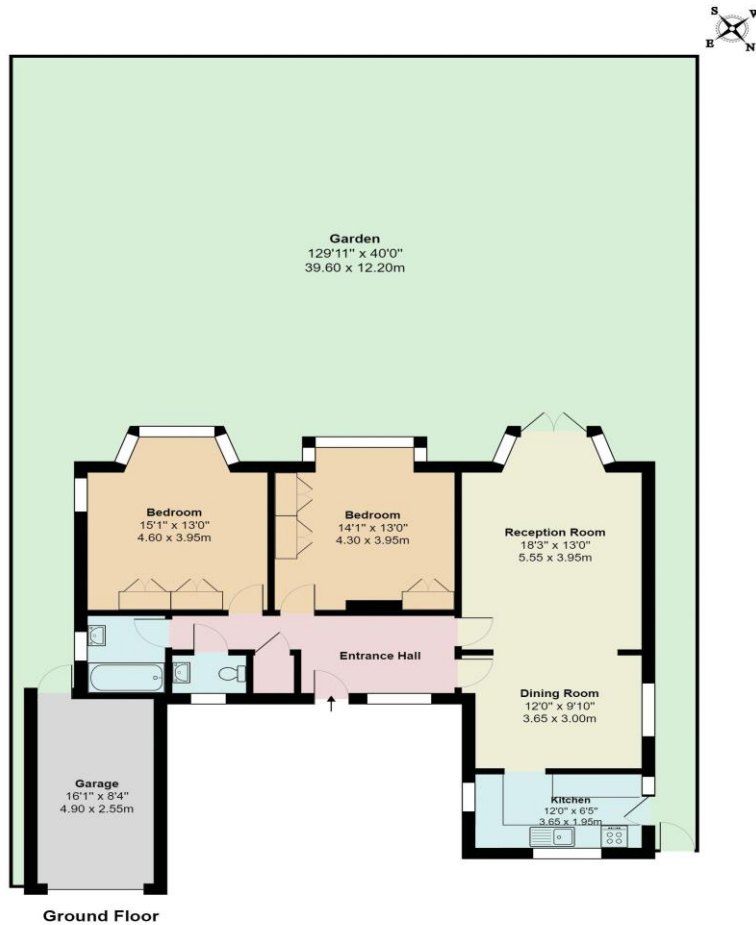 S
W
E
N
Garden
129'11" x 40'0"
39.60 x 12.20m
Bedroom
15'1" x 13'0"
4.60 x 3.95m
Bedroom
14'1" x 13'0"
4.30 x 3.95m
Reception Room
18'3" x 13'0"
5.55 x 3.95m
Entrance Hall
Dining Room
12'0" x 9'10"
3.65 x 3.00m
Garage
16'1" x 8'4"
4.90 x 2.55m
Kitchen
12'0" x 6'5"
3.65 x 1.95m
Ground Floor